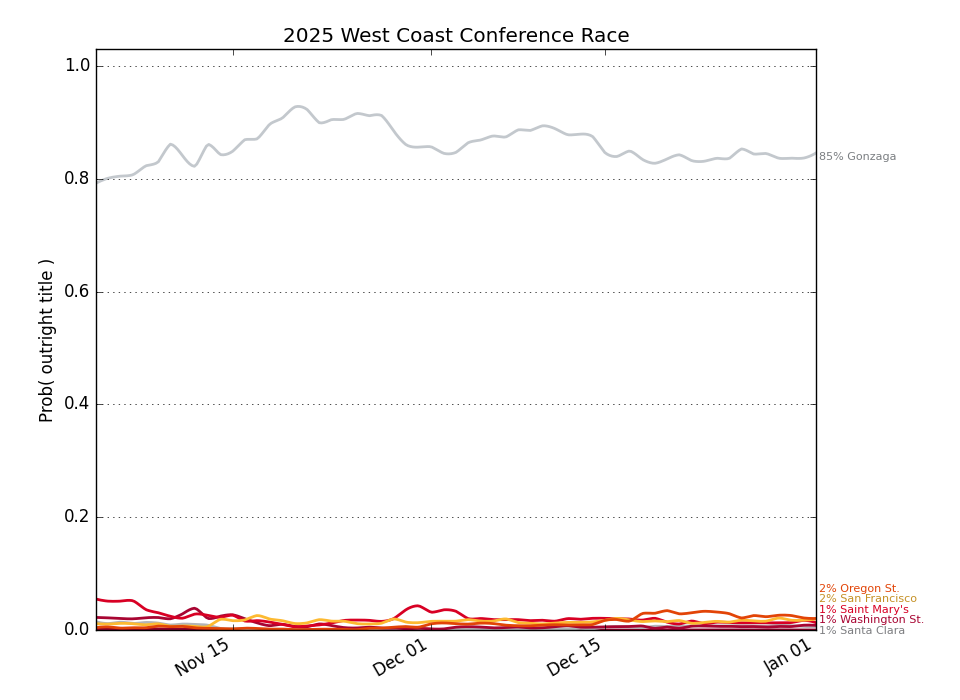 2025 West Coast Conference Race
Prob( outright title )
1.0
0.8
0.6
0.4
0.2
0.0
Nov 15
Dec 01
Dec 15
Jan 01
85% Gonzaga
2% Oregon St.
2% San Francisco
1% Saint Mary's
1% Washington St.
1% Santa Clara